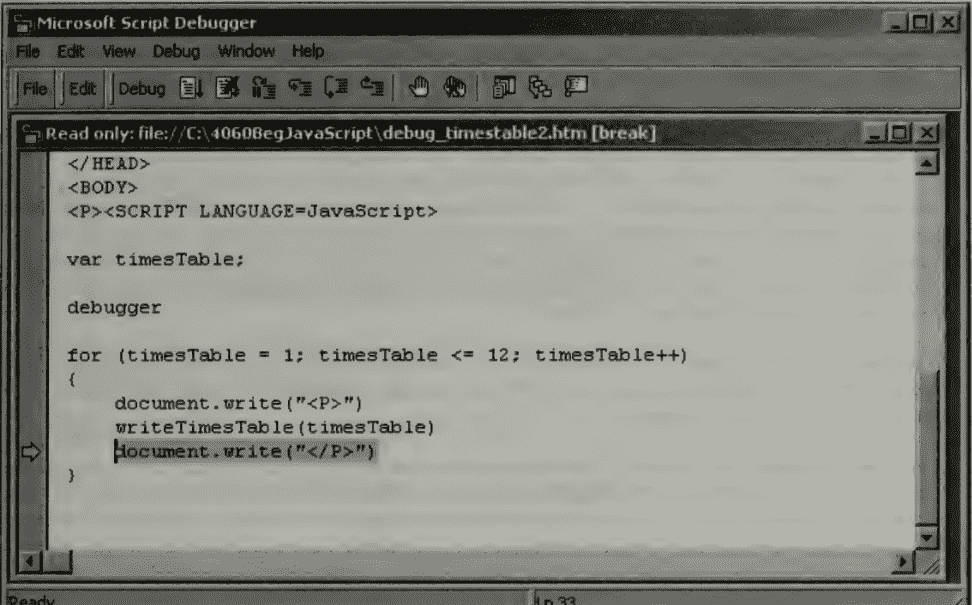 Microsoft Script Debugger
File Edit View Debug Window Help
File Edit Debug
Read only: file://C:\4060BegJavaScript\debug_timestable2.htm [break]
</HEAD>
<BODY>
<P><SCRIPT LANGUAGE=JavaScript>
var timesTable;
debugger
for (timesTable = 1; timesTable <= 12; timesTable++)
{
document.write("<P>")
writeTimesTable(timesTable)
document.write("</P>")
}
Ready Ln 33